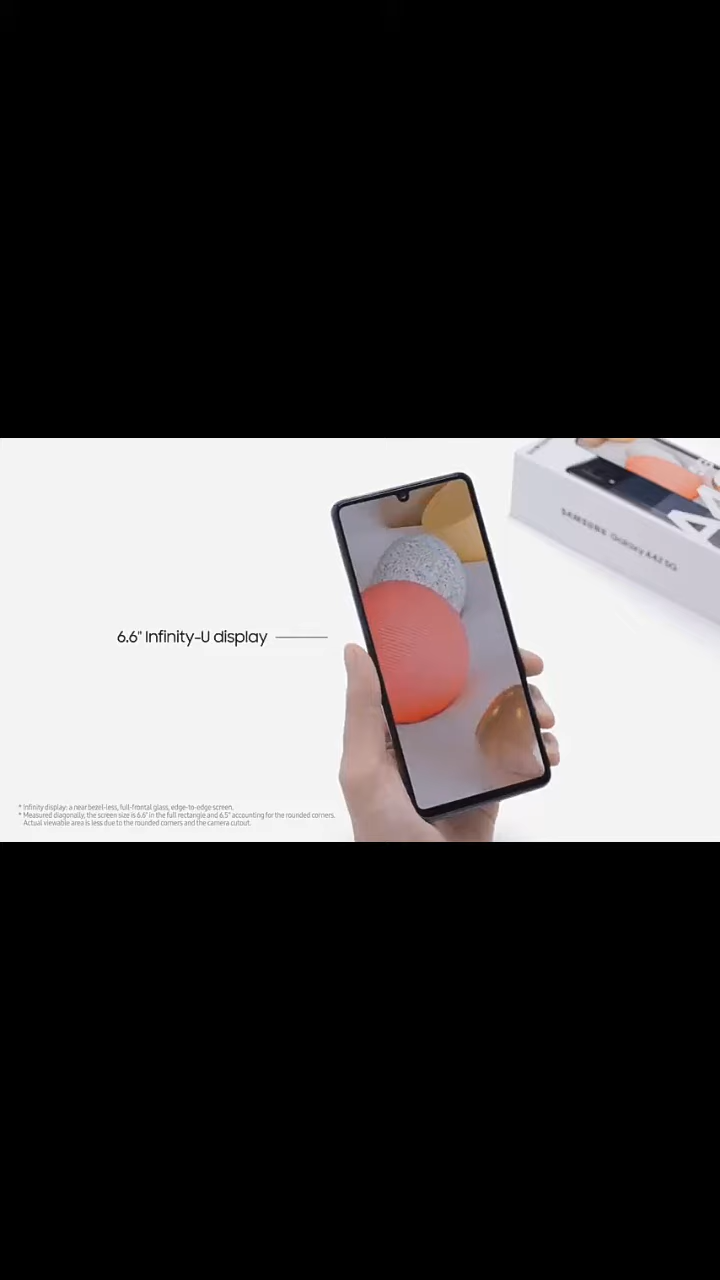 SAMSUNG Galaxy A42 5G
6.6" Infinity-U display
* Infinity display: a near bezel-less, full-frontal glass, edge-to-edge screen.
* Measured diagonally, the screen size is 6.6" in the full rectangle and 6.5" accounting for the rounded corners.
Actual viewable area is less due to the rounded corners and the camera cutout.